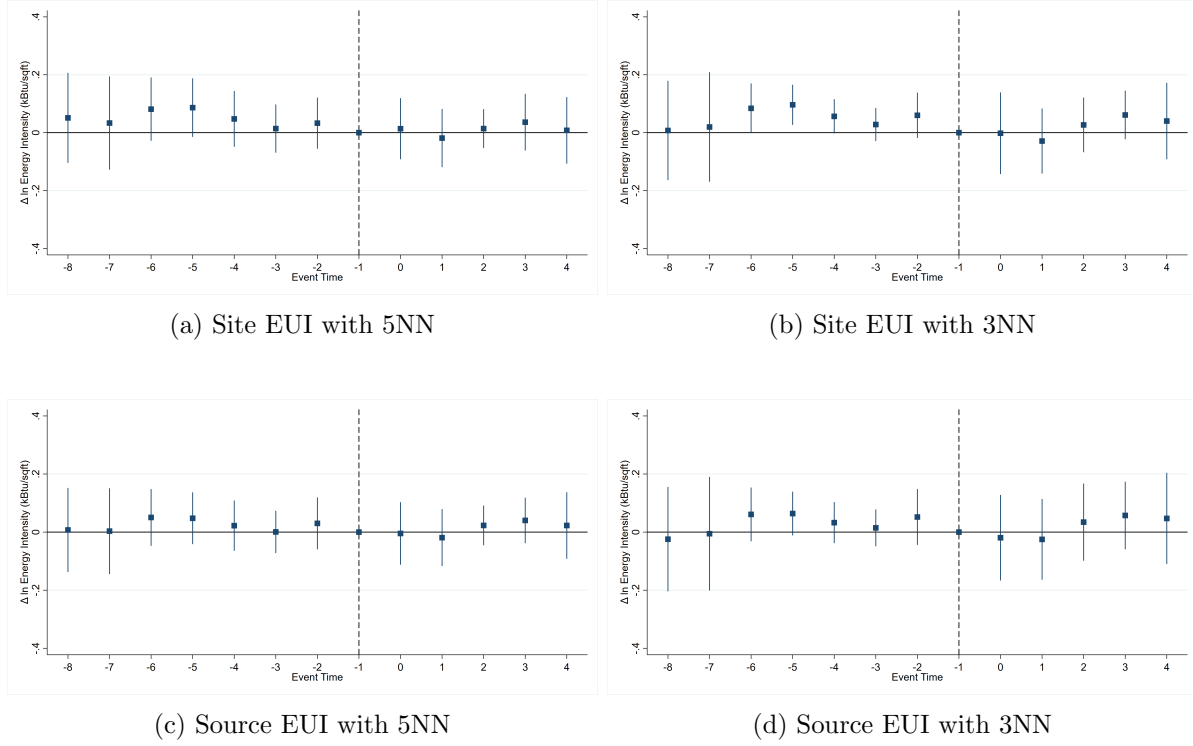 .4
.2
0
-.2
-.4
Δ ln Energy Intensity (kBtu/sqft)
-8 -7 -6 -5 -4 -3 -2 -1 0 1 2 3 4
Event Time
(a) Site EUI with 5NN
.4
.2
0
-.2
-.4
Δ ln Energy Intensity (kBtu/sqft)
-8 -7 -6 -5 -4 -3 -2 -1 0 1 2 3 4
Event Time
(b) Site EUI with 3NN
.4
.2
0
-.2
-.4
Δ ln Energy Intensity (kBtu/sqft)
-8 -7 -6 -5 -4 -3 -2 -1 0 1 2 3 4
Event Time
(c) Source EUI with 5NN
.4
.2
0
-.2
-.4
Δ ln Energy Intensity (kBtu/sqft)
-8 -7 -6 -5 -4 -3 -2 -1 0 1 2 3 4
Event Time
(d) Source EUI with 3NN